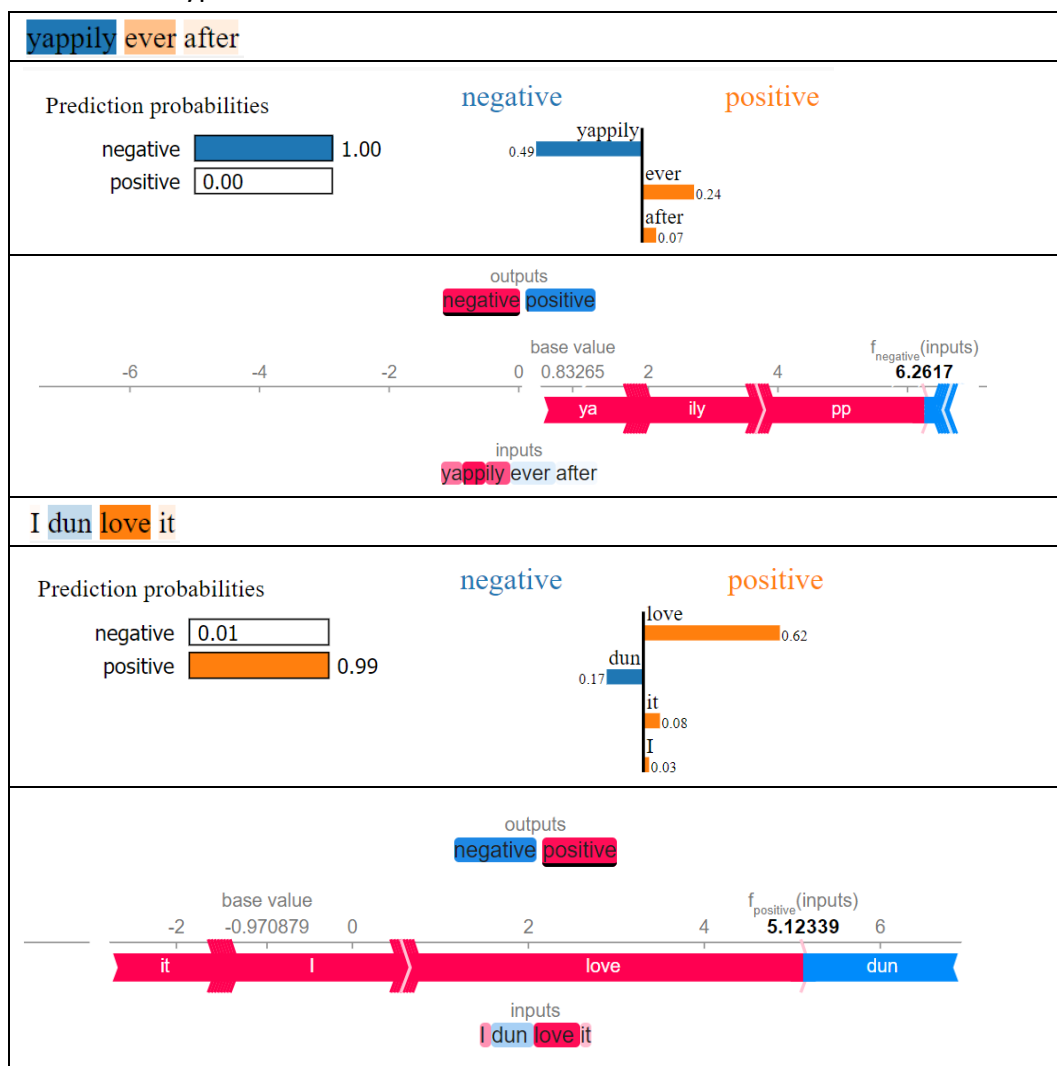 yappily ever after
Prediction probabilities
negative 1.00
positive 0.00
negative positive
yappily
0.49
ever
0.24
after
0.07
outputs
negative positive
base value f_negative(inputs)
-6 -4 -2 0 0.83265 2 4 6.2617
ya ily pp
inputs
yappily ever after
I dun love it
Prediction probabilities
negative 0.01
positive 0.99
negative positive
love
0.62
dun
0.17
it
0.08
I
0.03
outputs
negative positive
base value f_positive(inputs)
-2 -0.970879 0 2 4 5.12339 6
it I love dun
inputs
I dun love it